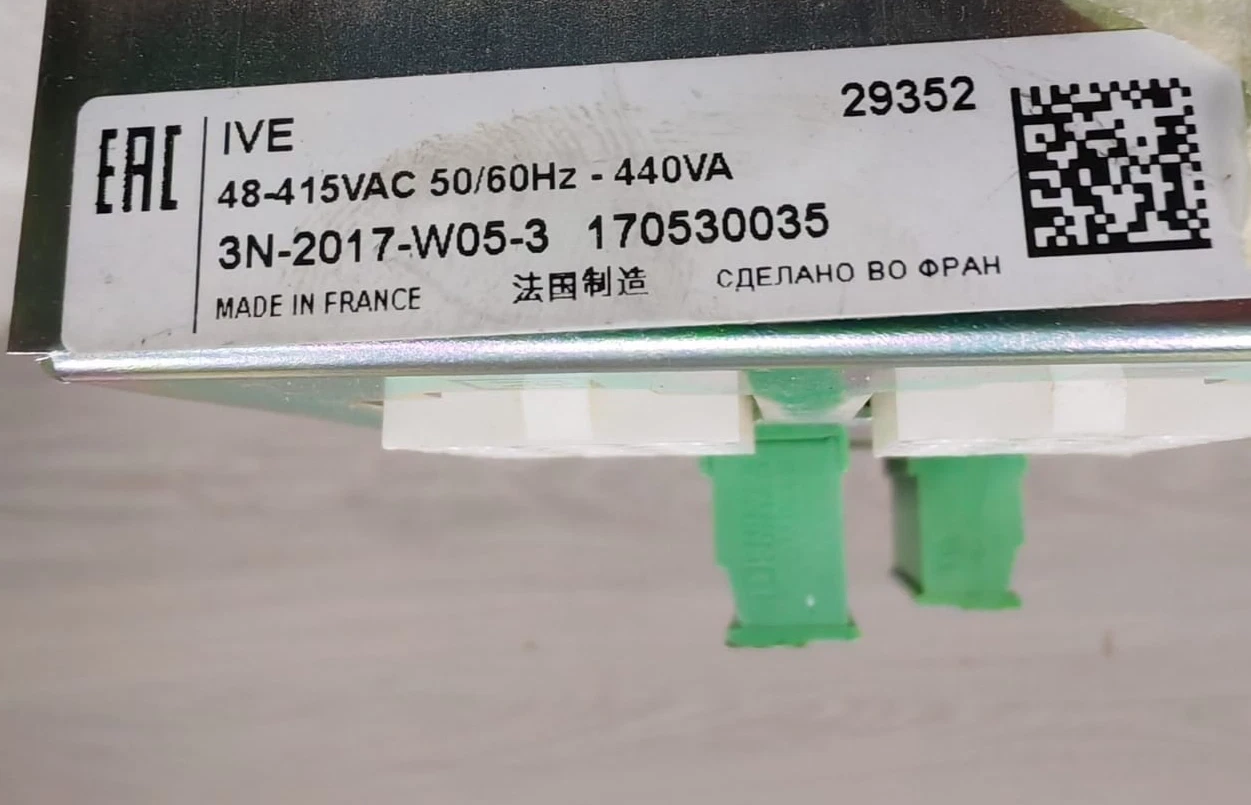 EAC
IVE
29352
48-415VAC 50/60Hz - 440VA
3N-2017-W05-3 170530035
MADE IN FRANCE 法国制造 СДЕЛАНО ВО ФРАН